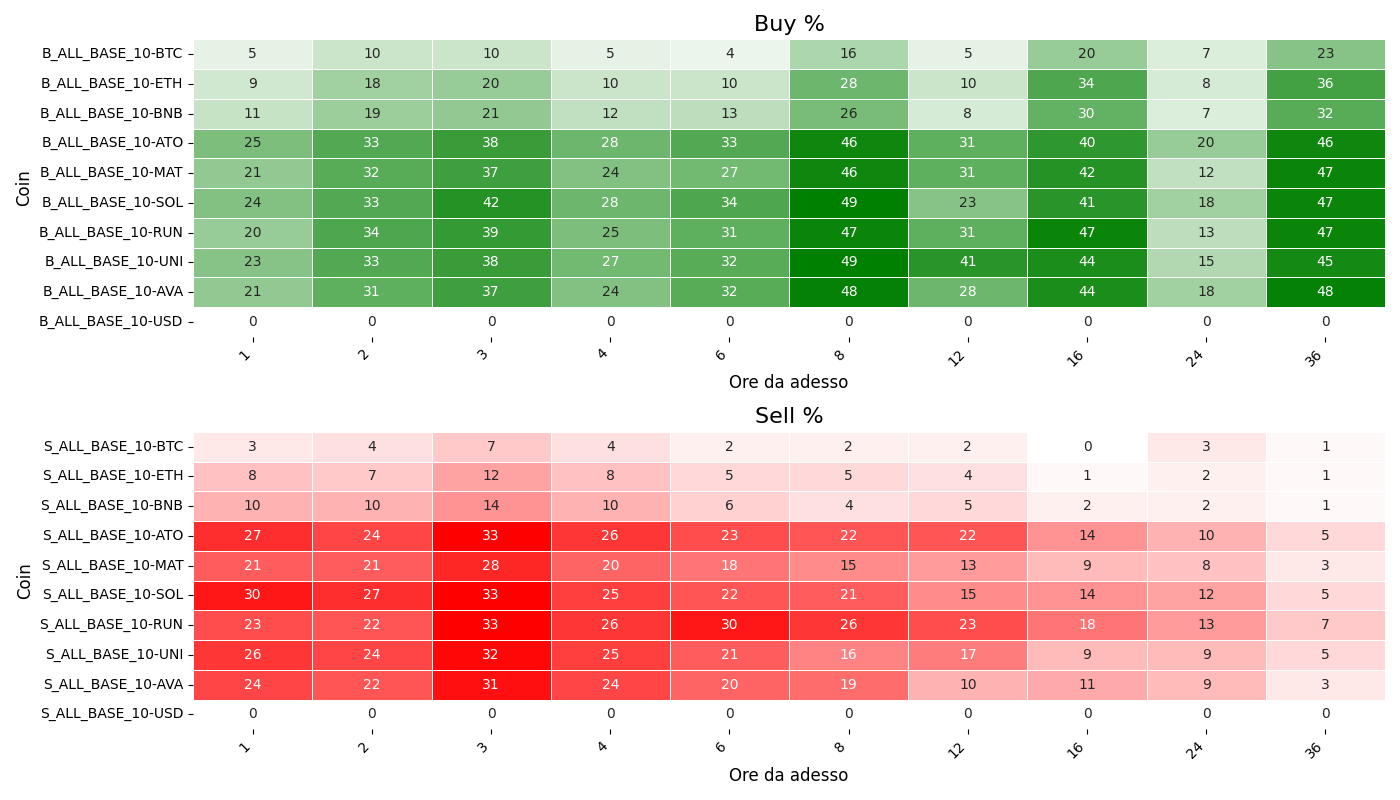 Buy %
Coin
B_ALL_BASE_10-BTC 5 10 10 5 4 16 5 20 7 23
B_ALL_BASE_10-ETH 9 18 20 10 10 28 10 34 8 36
B_ALL_BASE_10-BNB 11 19 21 12 13 26 8 30 7 32
B_ALL_BASE_10-ATO 25 33 38 28 33 46 31 40 20 46
B_ALL_BASE_10-MAT 21 32 37 24 27 46 31 42 12 47
B_ALL_BASE_10-SOL 24 33 42 28 34 49 23 41 18 47
B_ALL_BASE_10-RUN 20 34 39 25 31 47 31 47 13 47
B_ALL_BASE_10-UNI 23 33 38 27 32 49 41 44 15 45
B_ALL_BASE_10-AVA 21 31 37 24 32 48 28 44 18 48
B_ALL_BASE_10-USD 0 0 0 0 0 0 0 0 0 0
1 2 3 4 6 8 12 16 24 36
Ore da adesso
Sell %
Coin
S_ALL_BASE_10-BTC 3 4 7 4 2 2 2 0 3 1
S_ALL_BASE_10-ETH 8 7 12 8 5 5 4 1 2 1
S_ALL_BASE_10-BNB 10 10 14 10 6 4 5 2 2 1
S_ALL_BASE_10-ATO 27 24 33 26 23 22 22 14 10 5
S_ALL_BASE_10-MAT 21 21 28 20 18 15 13 9 8 3
S_ALL_BASE_10-SOL 30 27 33 25 22 21 15 14 12 5
S_ALL_BASE_10-RUN 23 22 33 26 30 26 23 18 13 7
S_ALL_BASE_10-UNI 26 24 32 25 21 16 17 9 9 5
S_ALL_BASE_10-AVA 24 22 31 24 20 19 10 11 9 3
S_ALL_BASE_10-USD 0 0 0 0 0 0 0 0 0 0
1 2 3 4 6 8 12 16 24 36
Ore da adesso